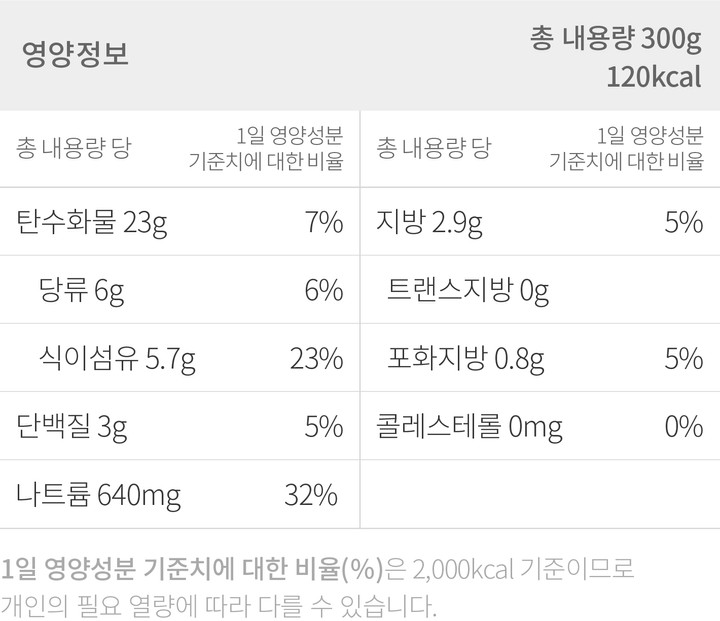 영양정보
총 내용량 300g
120kcal
총 내용량 당
1일 영양성분
기준치에 대한 비율
총 내용량 당
1일 영양성분
기준치에 대한 비율
탄수화물 23g 7%
지방 2.9g 5%
당류 6g 6%
트랜스지방 0g
식이섬유 5.7g 23%
포화지방 0.8g 5%
단백질 3g 5%
콜레스테롤 0mg 0%
나트륨 640mg 32%
1일 영양성분 기준치에 대한 비율(%)은 2,000kcal 기준이므로
개인의 필요 열량에 따라 다를 수 있습니다.